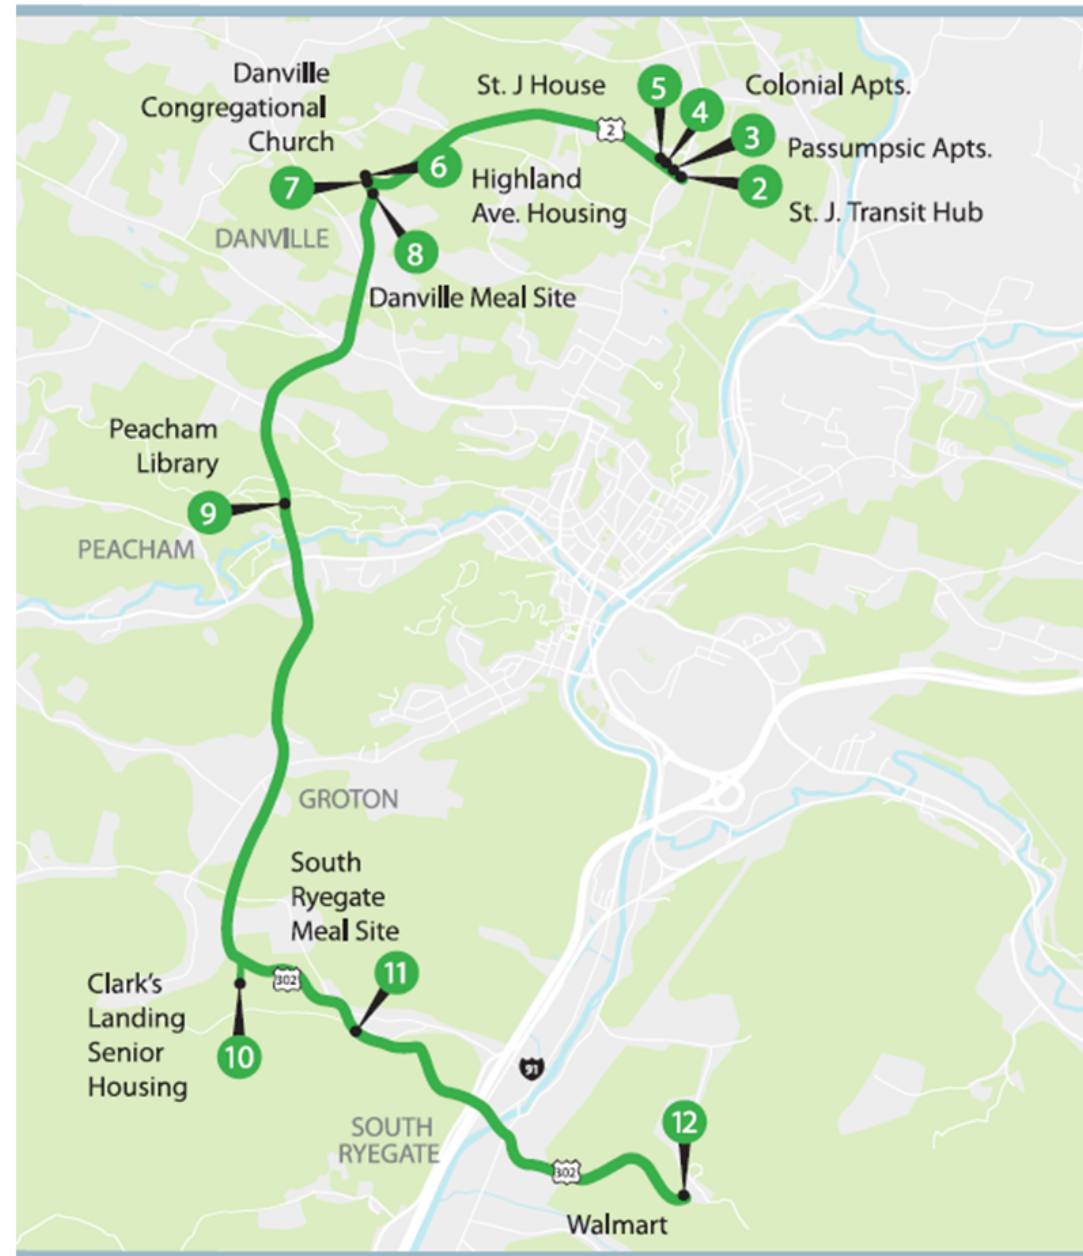 Danville
Congregational
Church
St. J House
5
4
Colonial Apts.
3
Passumpsic Apts.
2
2
St. J. Transit Hub
7
6
Highland
Ave. Housing
DANVILLE
8
Danville Meal Site
Peacham
Library
9
PEACHAM
GROTON
South
Ryegate
Meal Site
11
302
Clark's
Landing
Senior
Housing
10
91
SOUTH
RYEGATE
12
302
Walmart